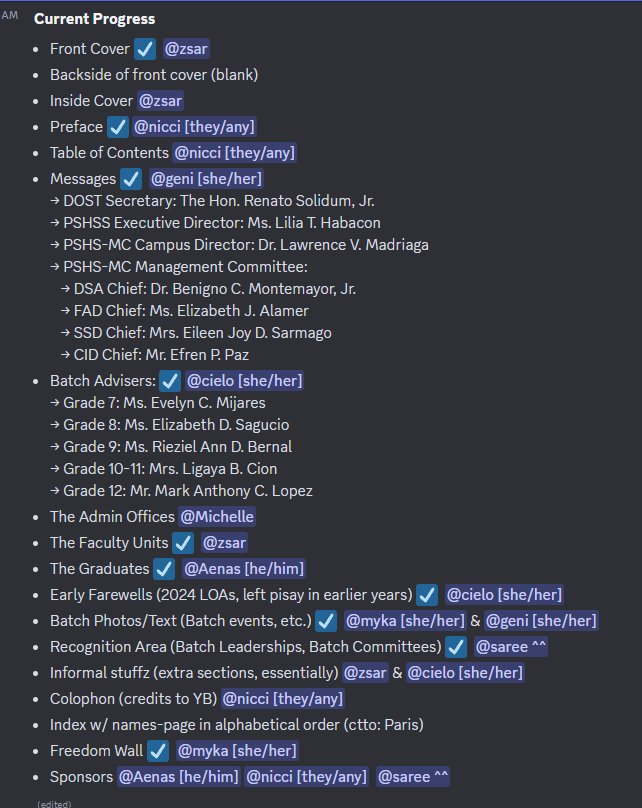 AM
Current Progress
• Front Cover ✓ @zsar
• Backside of front cover (blank)
• Inside Cover @zsar
• Preface ✓ @nicci [they/any]
• Table of Contents @nicci [they/any]
• Messages ✓ @geni [she/her]
→ DOST Secretary: The Hon. Renato Solidum, Jr.
→ PSHSS Executive Director: Ms. Lilia T. Habacon
→ PSHS-MC Campus Director: Dr. Lawrence V. Madriaga
→ PSHS-MC Management Committee:
→ DSA Chief: Dr. Benigno C. Montemayor, Jr.
→ FAD Chief: Ms. Elizabeth J. Alamer
→ SSD Chief: Mrs. Eileen Joy D. Sarmago
→ CID Chief: Mr. Efren P. Paz
• Batch Advisers: ✓ @cielo [she/her]
→ Grade 7: Ms. Evelyn C. Mijares
→ Grade 8: Ms. Elizabeth D. Sagucio
→ Grade 9: Ms. Rieziel Ann D. Bernal
→ Grade 10-11: Mrs. Ligaya B. Cion
→ Grade 12: Mr. Mark Anthony C. Lopez
• The Admin Offices @Michelle
• The Faculty Units ✓ @zsar
• The Graduates ✓ @Aenas [he/him]
• Early Farewells (2024 LOAs, left pisay in earlier years) ✓ @cielo [she/her]
• Batch Photos/Text (Batch events, etc.) ✓ @myka [she/her] & @geni [she/her]
• Recognition Area (Batch Leaderships, Batch Committees) ✓ @saree ^^
• Informal stuffz (extra sections, essentially) @zsar & @cielo [she/her]
• Colophon (credits to YB) @nicci [they/any]
• Index w/ names-page in alphabetical order (ctto: Paris)
• Freedom Wall ✓ @myka [she/her]
• Sponsors @Aenas [he/him] @nicci [they/any] @saree ^^
(edited)